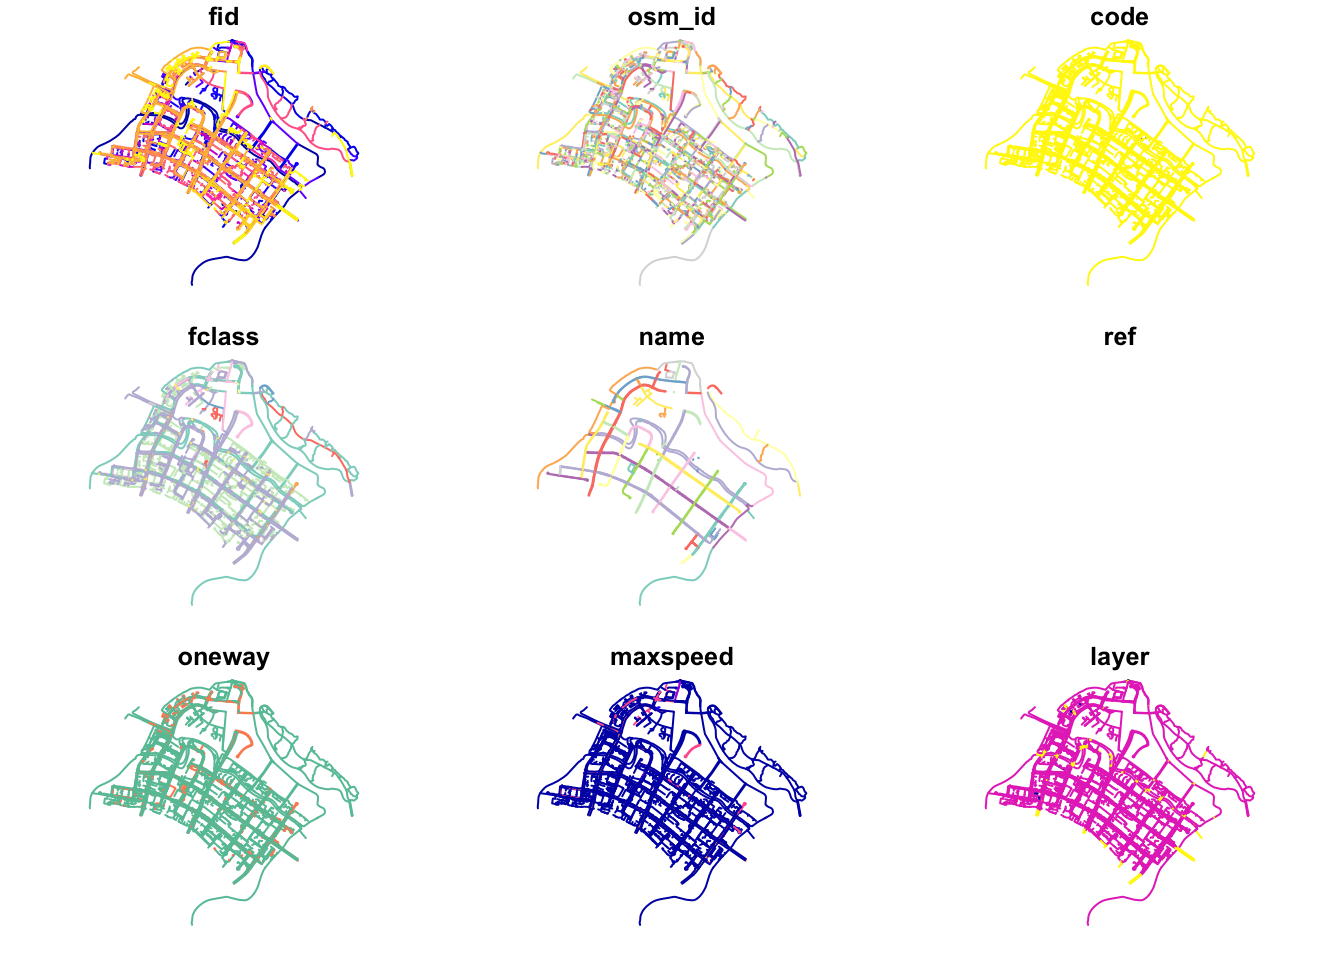 fid
osm_id
code
fclass
name
ref
oneway
maxspeed
layer